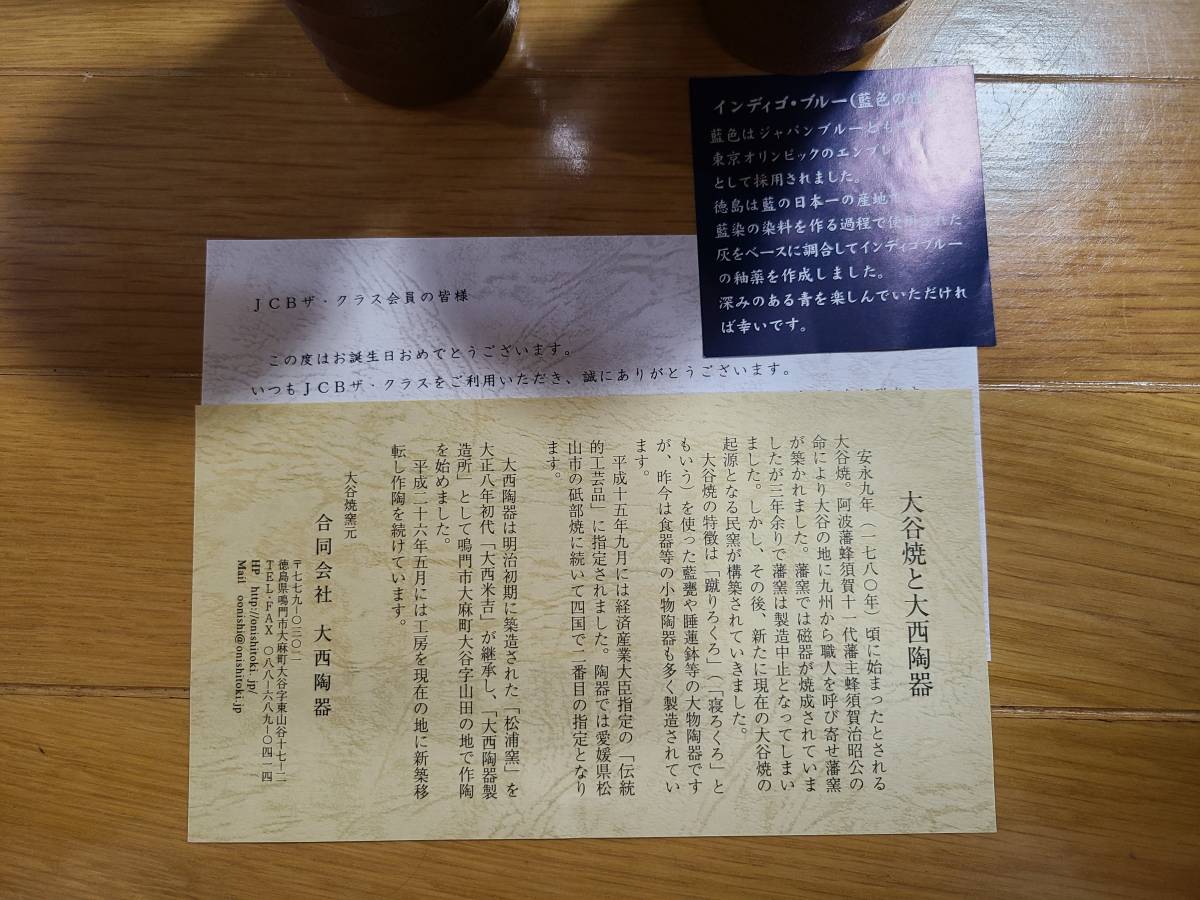 インディゴ・ブルー(藍色の
藍色はジャパンブルーとも
東京オリンピックのエンブレ
として採用されました。
徳島は藍の日本一の産地
藍染の染料を作る過程で使用された
灰をベースに調合してインディゴブルー
の釉薬を作成しました。
深みのある青を楽しんでいただけれ
ば幸いです。
JCBザ・クラス会員の皆様
この度はお誕生日おめでとうございます。
いつもJCBザ・クラスをご利用いただき、誠にありがとうございます。
大谷焼と大西陶器
安永九年(一七八〇年)頃に始まったとされる
大谷焼。阿波藩蜂須賀十一代藩主蜂須賀治昭公の
命により大谷の地に九州から職人を呼び寄せ藩窯
が築かれました。藩窯では磁器が焼成されていま
したが三年余りで藩窯は製造中止となってしまい
ました。しかし、その後、新たに現在の大谷焼の
起源となる民窯が構築されていきました。
大谷焼の特徴は「蹴りろくろ」(「寝ろくろ」と
もいう)を使った藍甕や睡蓮鉢等の大物陶器です
が、昨今は食器等の小物陶器も多く製造されてい
ます。
平成十五年九月には経済産業大臣指定の「伝統
的工芸品」に指定されました。陶器では愛媛県松
山市の砥部焼に続いて四国で二番目の指定となり
ます。
大西陶器は明治初期に築造された「松浦窯」を
大正八年初代「大西米吉」が継承し、「大西陶器製
造所」として鳴門市大麻町大谷字山田の地で作陶
を始めました。
平成二十六年五月には工房を現在の地に新築移
転し作陶を続けています。
大谷焼窯元
合同会社 大西陶器
〒七七九―〇三〇二
徳島県鳴門市大麻町大谷字東山谷十七―二
TEL・FAX 〇八八―六八九―〇四一四
HP http://onishitoki.jp/
Mail oonishi@onishitoki.jp